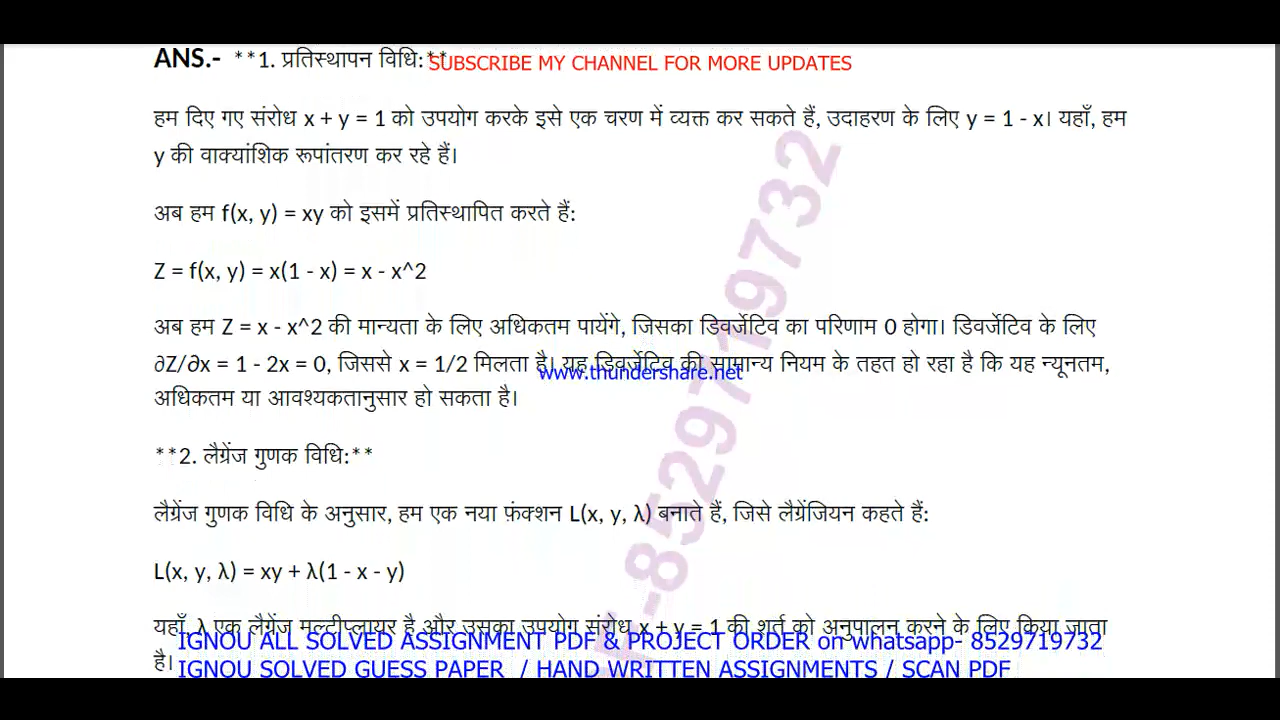 ANS.- **1. प्रतिस्थापन विधि:**
SUBSCRIBE MY CHANNEL FOR MORE UPDATES
हम दिए गए संरोध x + y = 1 को उपयोग करके इसे एक चरण में व्यक्त कर सकते हैं, उदाहरण के लिए y = 1 - x। यहाँ, हम
y की वाक्यांशिक रूपांतरण कर रहे हैं।
अब हम f(x, y) = xy को इसमें प्रतिस्थापित करते हैं:
Z = f(x, y) = x(1 - x) = x - x^2
अब हम Z = x - x^2 की मान्यता के लिए अधिकतम पायेंगे, जिसका डिवर्जेटिव का परिणाम 0 होगा। डिवर्जेटिव के लिए
∂Z/∂x = 1 - 2x = 0, जिससे x = 1/2 मिलता है। यह डिवर्जेटिव की सामान्य नियम के तहत हो रहा है कि यह न्यूनतम,
www.thundershare.net
अधिकतम या आवश्यकतानुसार हो सकता है।
**2. लैग्रेंज गुणक विधि:**
लैग्रेंज गुणक विधि के अनुसार, हम एक नया फ़ंक्शन L(x, y, λ) बनाते हैं, जिसे लैग्रेंजियन कहते हैं:
L(x, y, λ) = xy + λ(1 - x - y)
यहाँ, λ एक लैग्रेंज मल्टीप्लायर है और उसका उपयोग संरोध x + y = 1 की शर्त को अनुपालन करने के लिए किया जाता
है।
IGNOU ALL SOLVED ASSIGNMENT PDF & PROJECT ORDER on whatsapp- 8529719732
IGNOU SOLVED GUESS PAPER / HAND WRITTEN ASSIGNMENTS / SCAN PDF
-8529719732